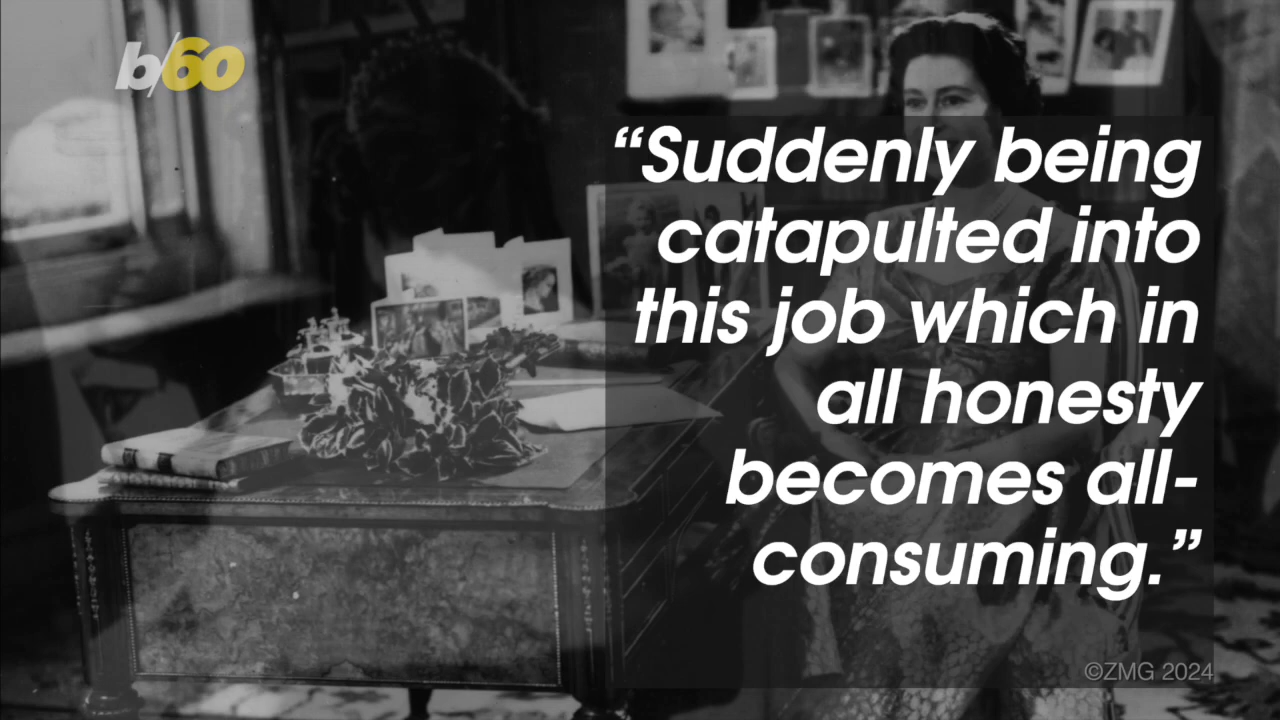 b/60
“Suddenly being
catapulted into
this job which in
all honesty
becomes all-
consuming.”
©ZMG 2024